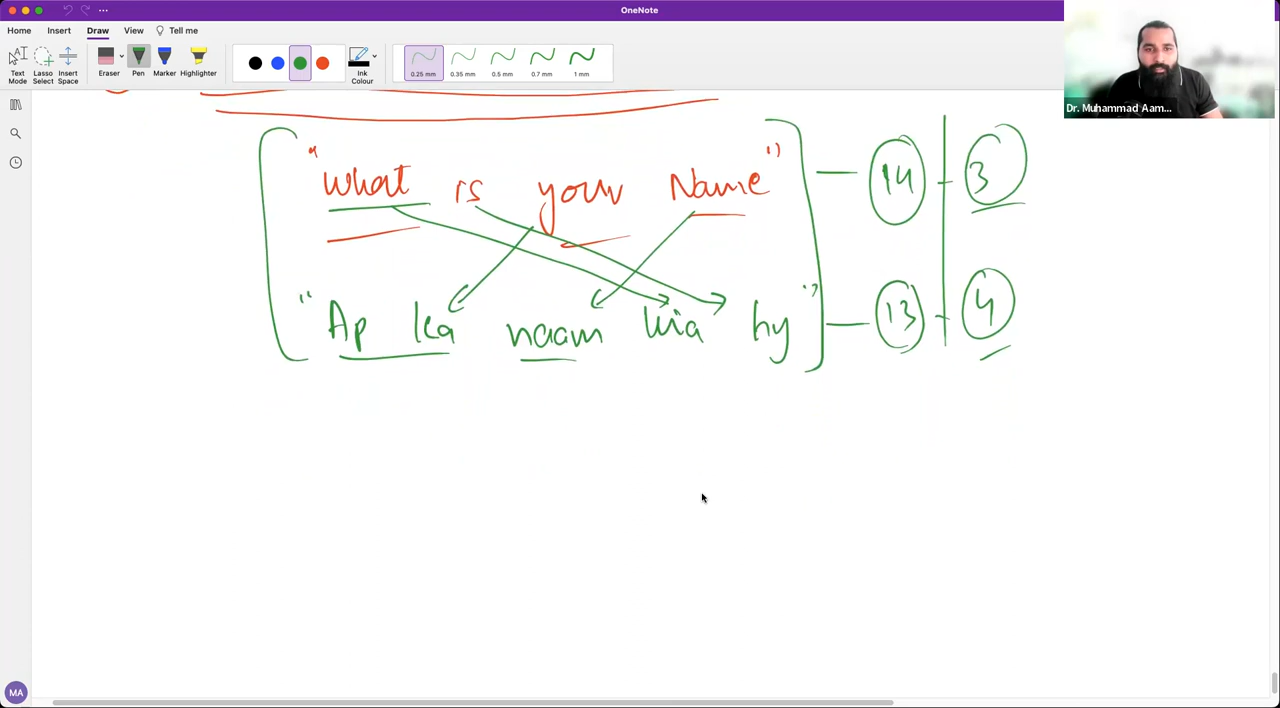 OneNote
Home Insert Draw View Tell me
Text Mode Lasso Select Insert Space Eraser Pen Marker Highlighter 0.25 mm 0.35 mm 0.5 mm 0.7 mm 1 mm Ink Colour
Dr. Muhammad Aam...
"What is your Name" — 14 - 3
"Ap ka naam kia hy" — 13 - 4
MA